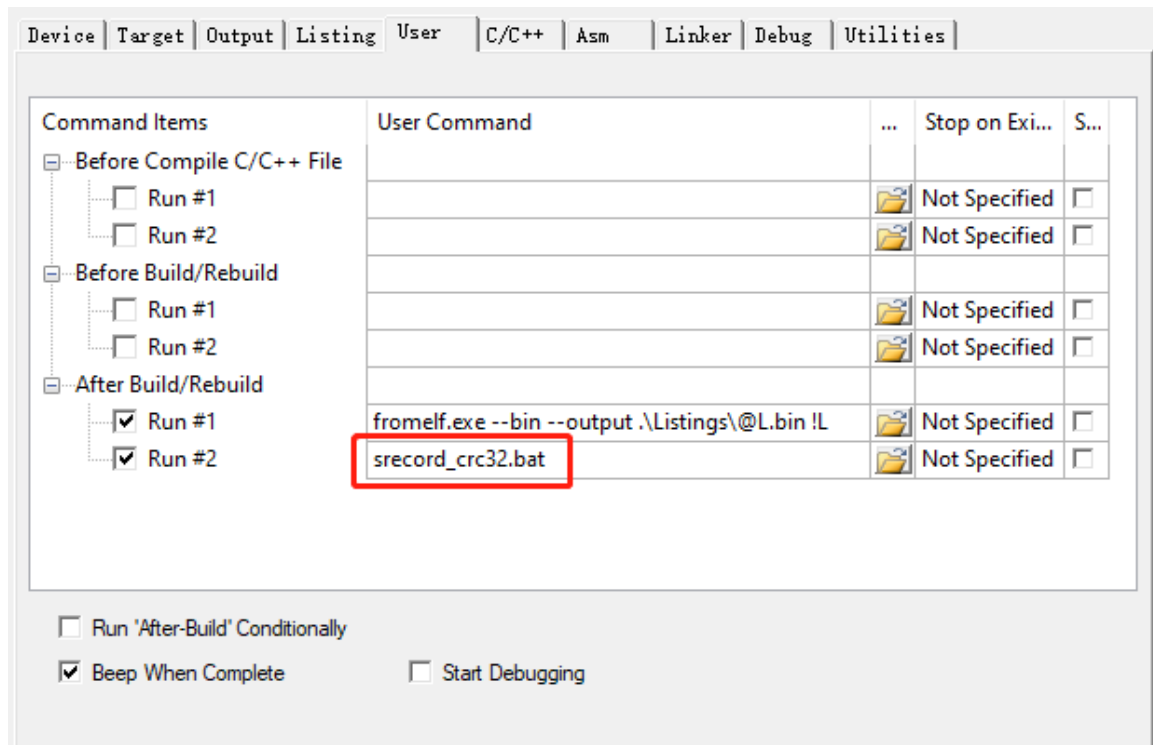 Device Target Output Listing User C/C++ Asm Linker Debug Utilities
Command Items User Command ... Stop on Exi... S...
Before Compile C/C++ File
Run #1 Not Specified
Run #2 Not Specified
Before Build/Rebuild
Run #1 Not Specified
Run #2 Not Specified
After Build/Rebuild
Run #1 fromelf.exe --bin --output .\Listings\@L.bin !L Not Specified
Run #2 srecord_crc32.bat Not Specified
Run 'After-Build' Conditionally
Beep When Complete Start Debugging